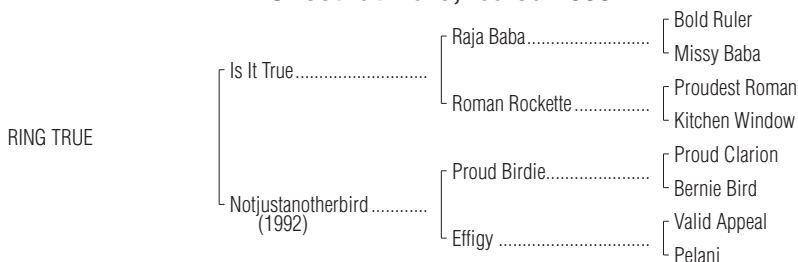 Bold Ruler
Raja Baba
Missy Baba
Is It True
Proudest Roman
Roman Rockette
Kitchen Window
RING TRUE
Proud Clarion
Proud Birdie
Bernie Bird
Notjustanotherbird
(1992)
Valid Appeal
Effigy
Pelani